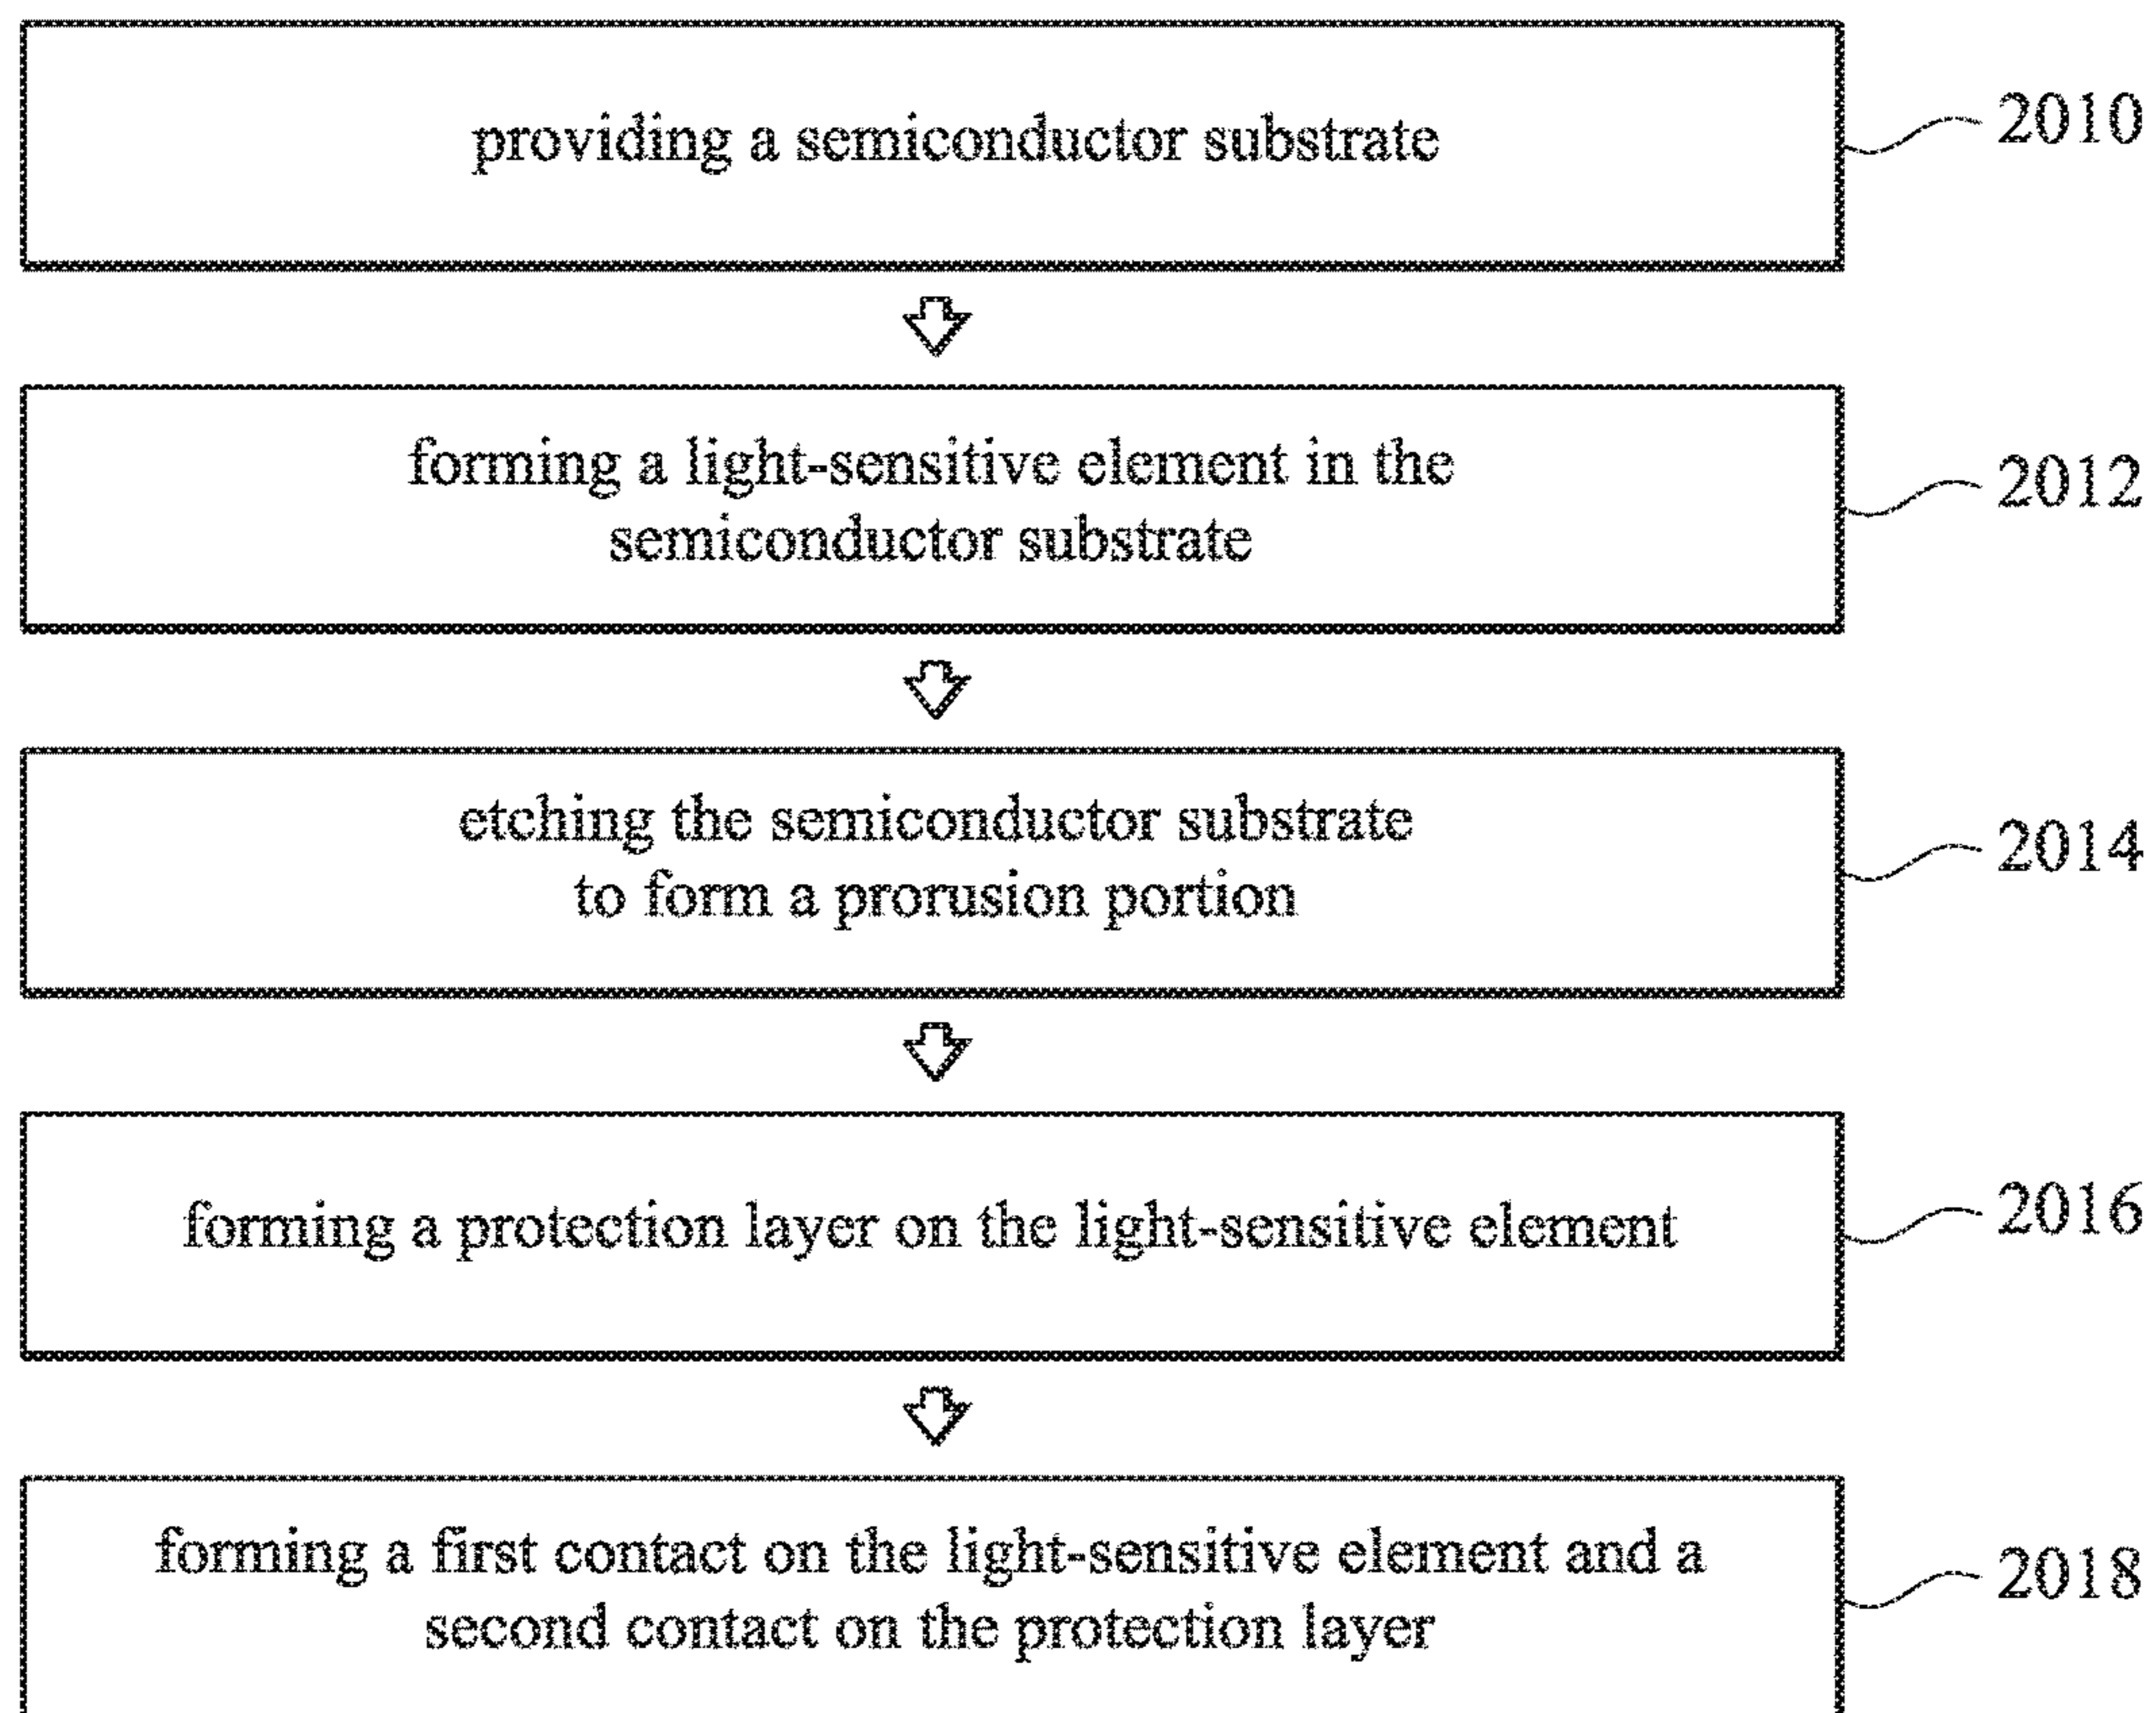 providing a semiconductor substrate
2010
forming a light-sensitive element in the
semiconductor substrate
2012
etching the semiconductor substrate
to form a prorusion portion
2014
forming a protection layer on the light-sensitive element
2016
forming a first contact on the light-sensitive element and a
second contact on the protection layer
2018